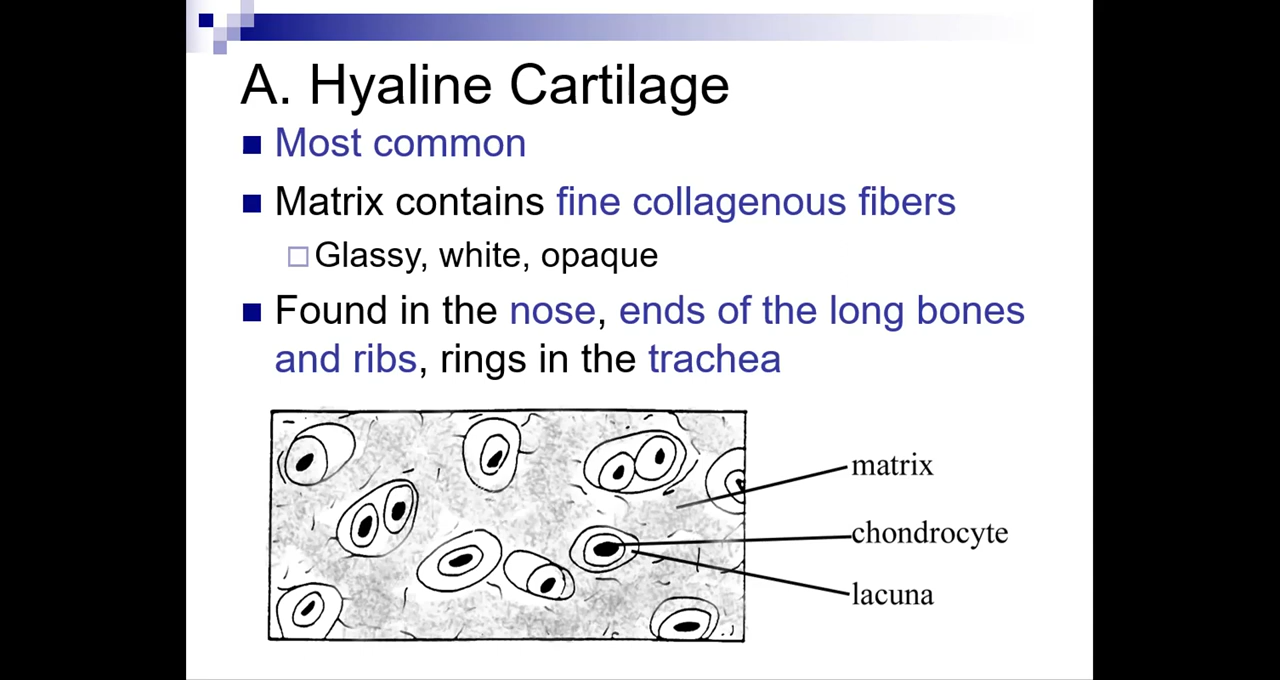 A. Hyaline Cartilage
Most common
Matrix contains fine collagenous fibers
Glassy, white, opaque
Found in the nose, ends of the long bones
and ribs, rings in the trachea
matrix
chondrocyte
lacuna